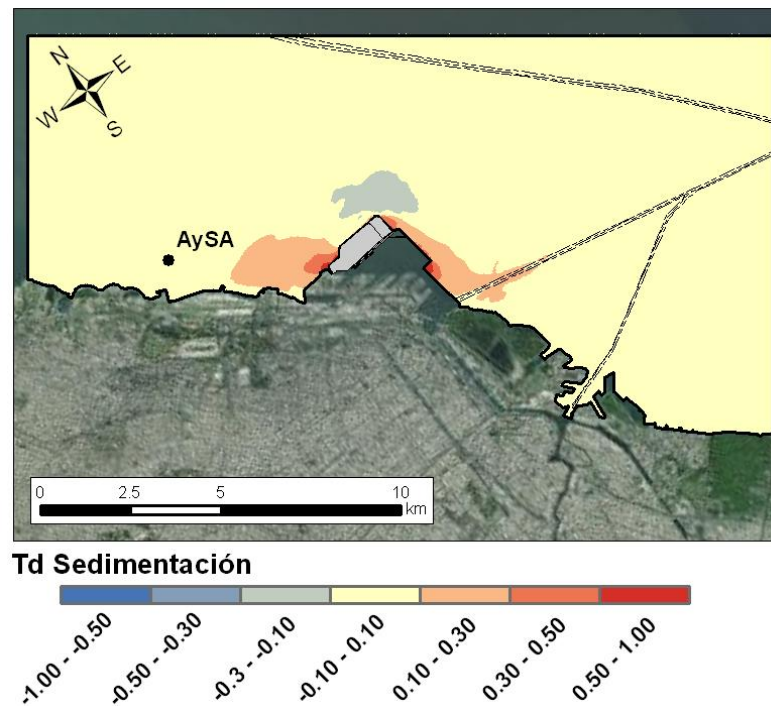 N
E
W
S
AySA
0 2.5 5 10
km
Td Sedimentación
-1.00 - -0.50
-0.50 - -0.30
-0.3 - -0.10
-0.10 - 0.10
0.10 - 0.30
0.30 - 0.50
0.50 - 1.00